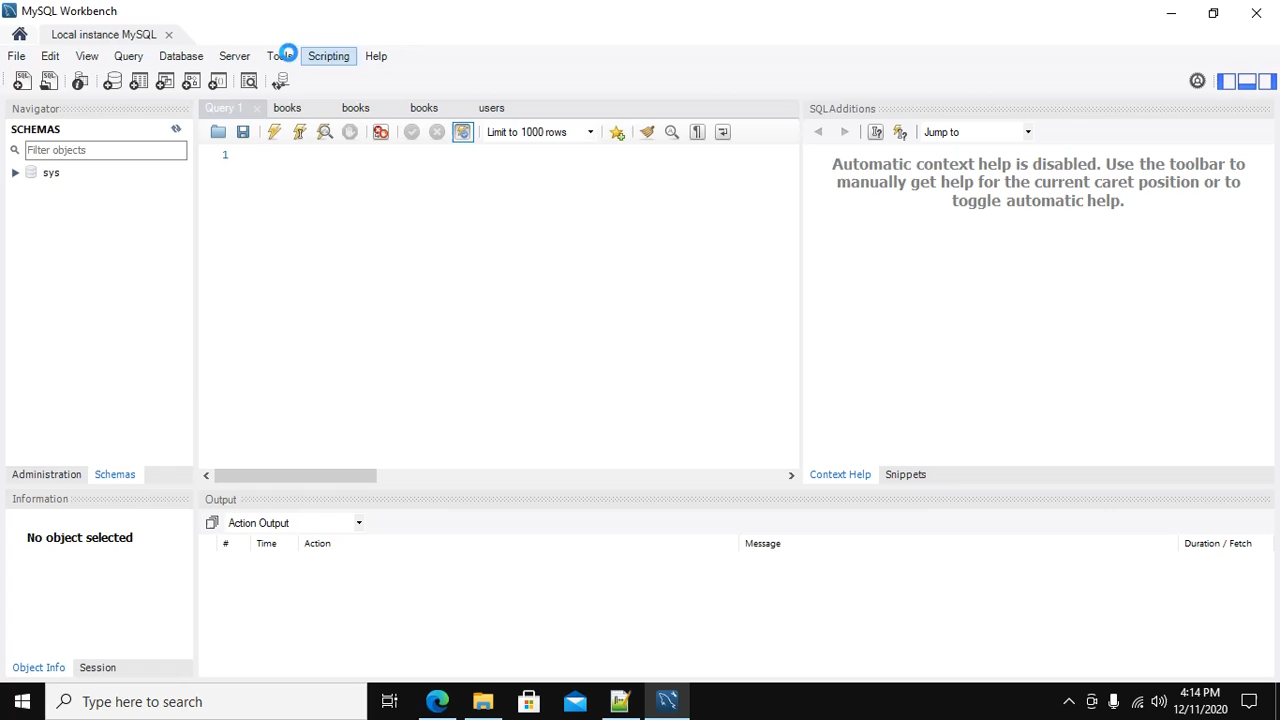 MySQL Workbench
Local instance MySQL
File Edit View Query Database Server Tools Scripting Help
Navigator
SCHEMAS
Filter objects
sys
Administration Schemas
Information
No object selected
Object Info Session
Query 1 books books books users
Limit to 1000 rows
1
SQL Additions
Jump to
Automatic context help is disabled. Use the toolbar to
manually get help for the current caret position or to
toggle automatic help.
Context Help Snippets
Output
Action Output
# Time Action Message Duration / Fetch
Type here to search
4:14 PM
12/11/2020